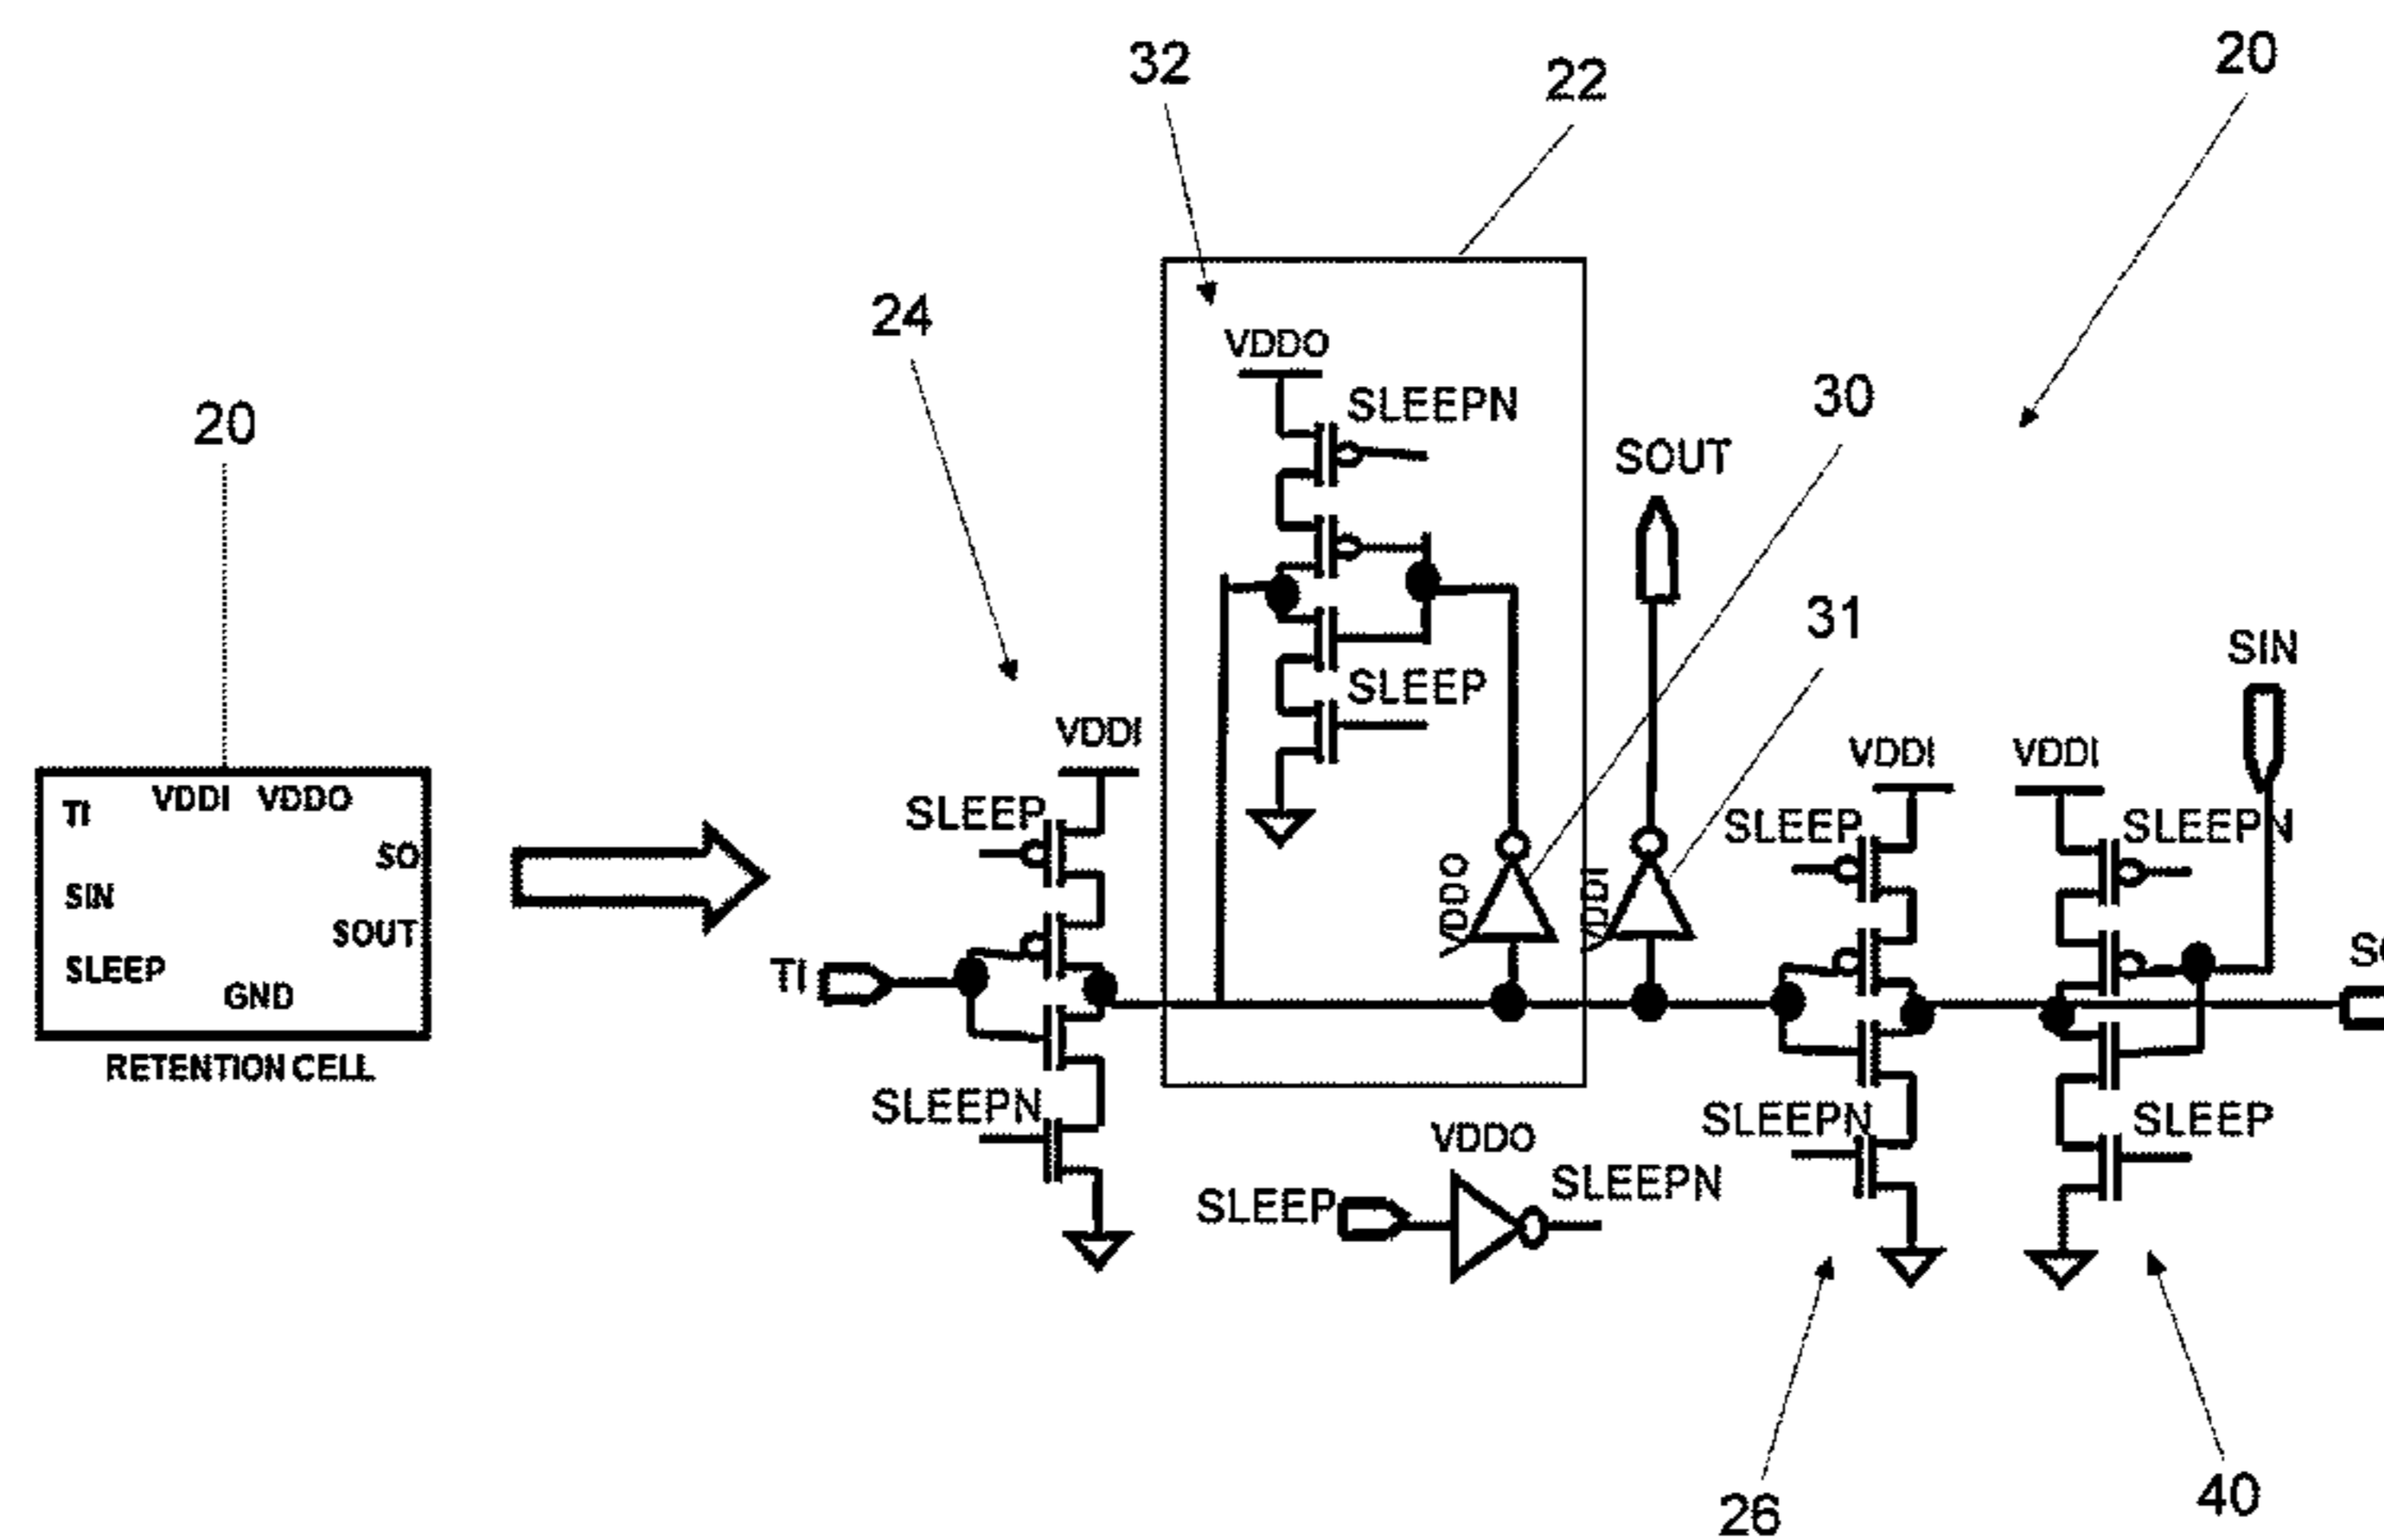 20
32
22
20
24
VDDO
SLEEPN
30
SOUT
31
SLEEP
SIN
VDDI
VDDI
VDDI
TI
VDDI VDDO
SO
SIN
SOUT
SLEEP
GND
RETENTION CELL
SLEEP
TI
SLEEPN
VDDO
VDDI
SLEEP
SLEEPN
SLEEPN
SLEEP
VDDO
SLEEP
SLEEPN
26
40